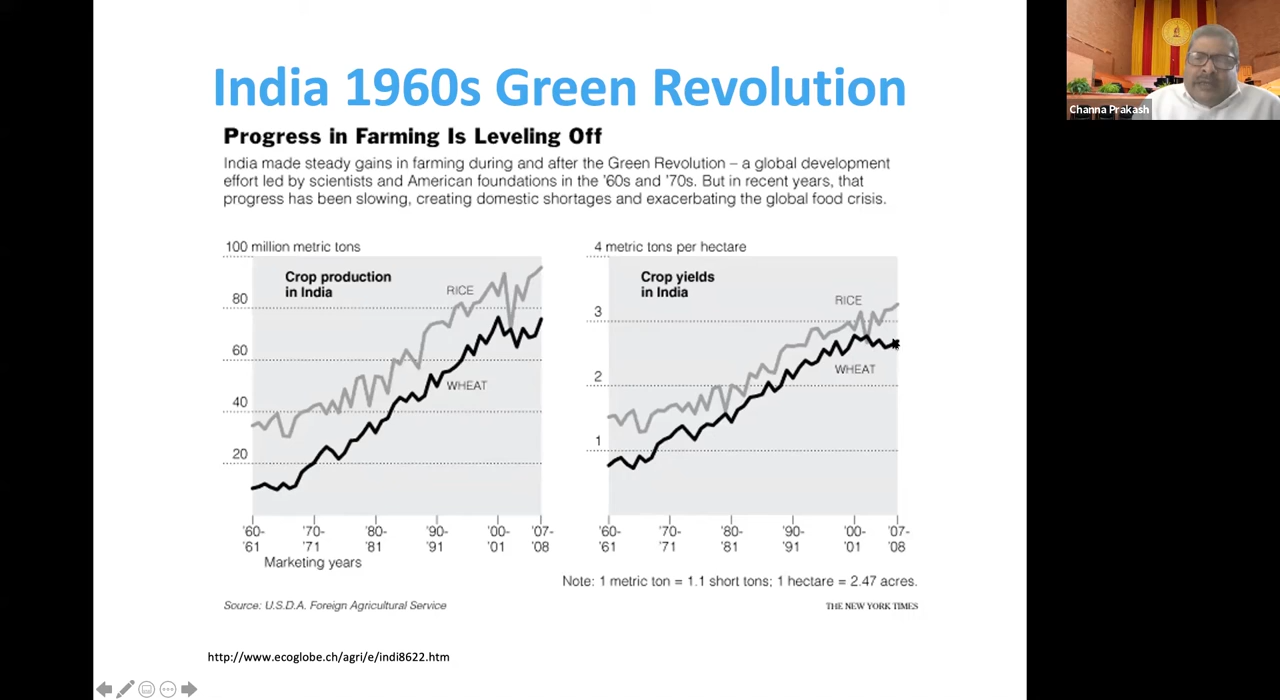 India 1960s Green Revolution
Progress in Farming Is Leveling Off
India made steady gains in farming during and after the Green Revolution – a global development
effort led by scientists and American foundations in the '60s and '70s. But in recent years, that
progress has been slowing, creating domestic shortages and exacerbating the global food crisis.
100 million metric tons
Crop production
in India
RICE
80
60
WHEAT
40
20
'60-
'61
'70-
'71
'80-
'81
'90-
'91
'00-
'01
'07-
'08
Marketing years
4 metric tons per hectare
Crop yields
in India
RICE
3
WHEAT
2
1
'60-
'61
'70-
'71
'80-
'81
'90-
'91
'00-
'01
'07-
'08
Note: 1 metric ton = 1.1 short tons; 1 hectare = 2.47 acres.
Source: U.S.D.A. Foreign Agricultural Service
THE NEW YORK TIMES
http://www.ecoglobe.ch/agri/e/indi8622.htm
Channa Prakash